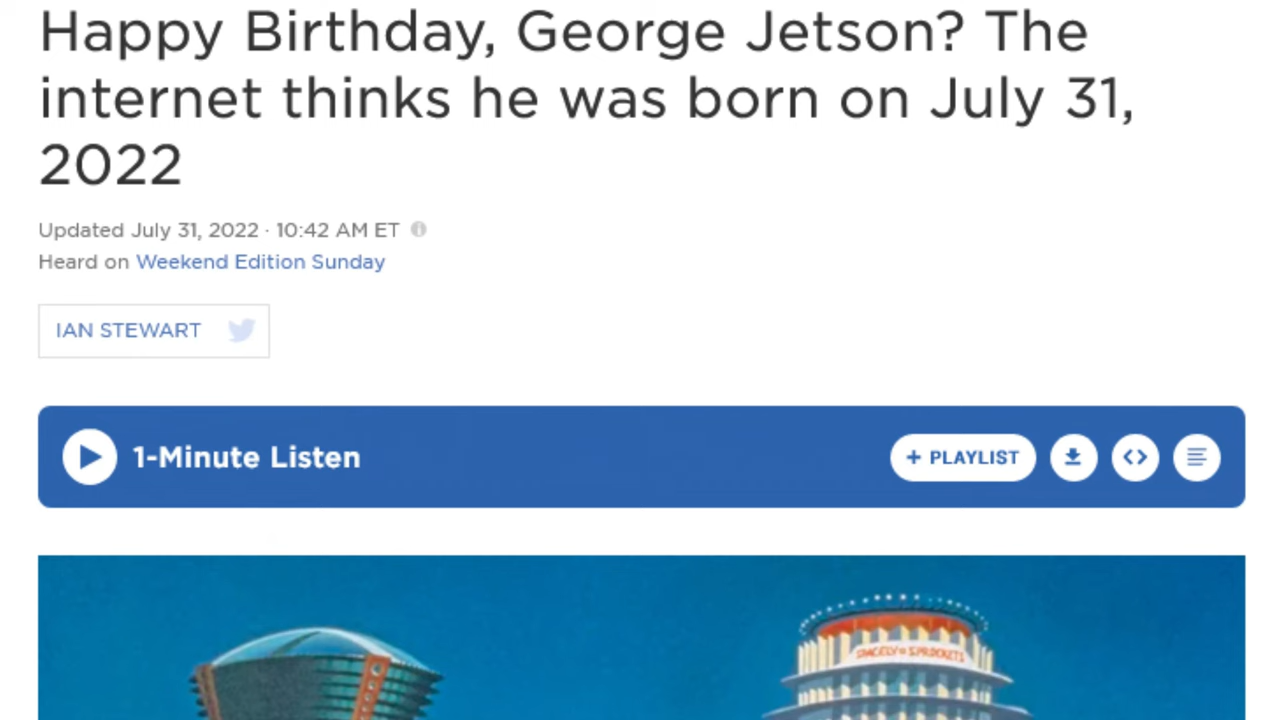 Happy Birthday, George Jetson? The
internet thinks he was born on July 31,
2022
Updated July 31, 2022 · 10:42 AM ET
Heard on Weekend Edition Sunday
IAN STEWART
1-Minute Listen
+ PLAYLIST
SPACELY SPROCKETS